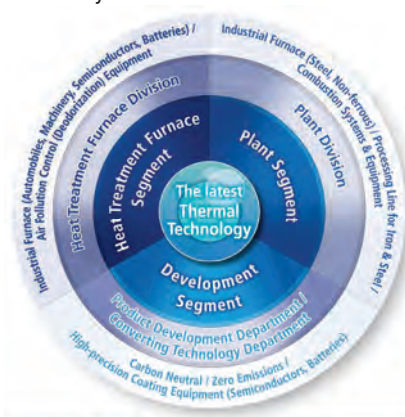 Industrial Furnace (Automobiles, Machinery, Semiconductors, Batteries) /
Air Pollution Control (Deodorization) Equipment
Heat Treatment Furnace Division
Heat Treatment Furnace
Segment
Industrial Furnace (Steel, Non-ferrous) / Processing Line for Iron & Steel /
Combustion Systems & Equipment
Plant Division
Plant Segment
The latest
Thermal
Technology
Development
Segment
Product Development Department /
Converting Technology Department
Carbon Neutral / Zero Emissions /
High-precision Coating Equipment (Semiconductors, Batteries)